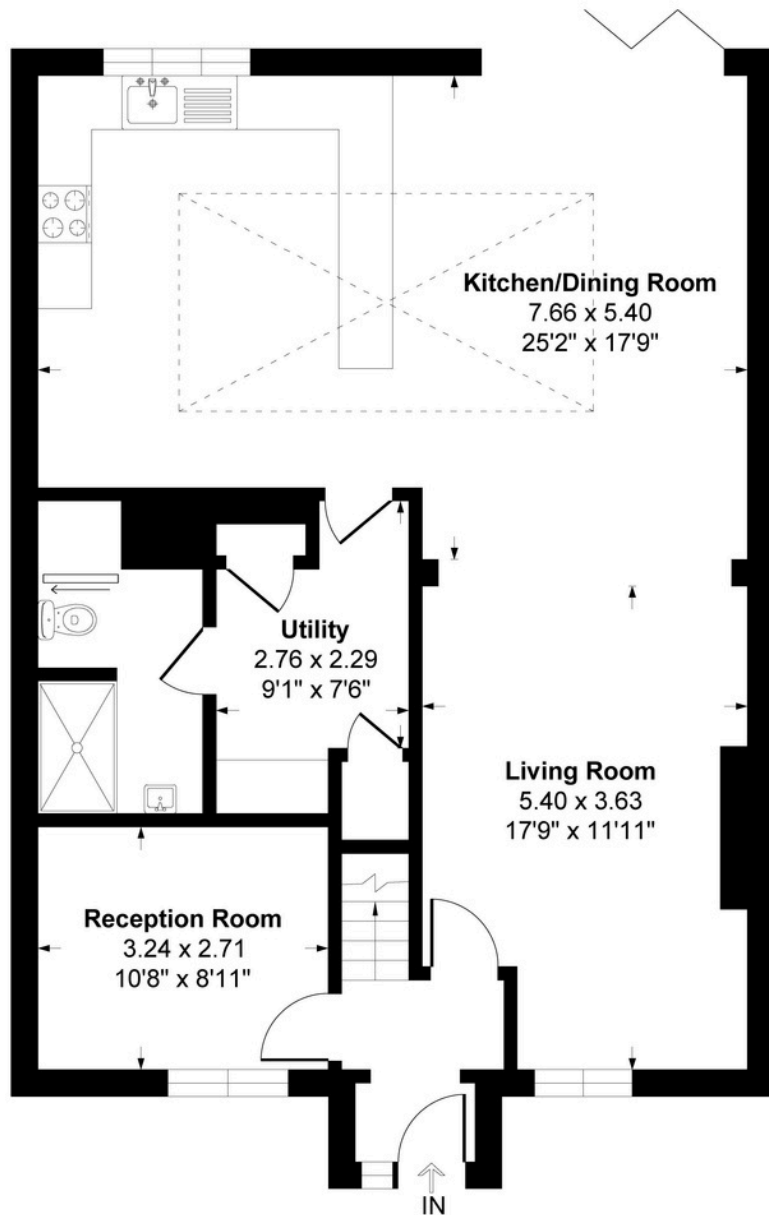 Kitchen/Dining Room
7.66 x 5.40
25'2" x 17'9"
Utility
2.76 x 2.29
9'1" x 7'6"
Living Room
5.40 x 3.63
17'9" x 11'11"
Reception Room
3.24 x 2.71
10'8" x 8'11"
IN